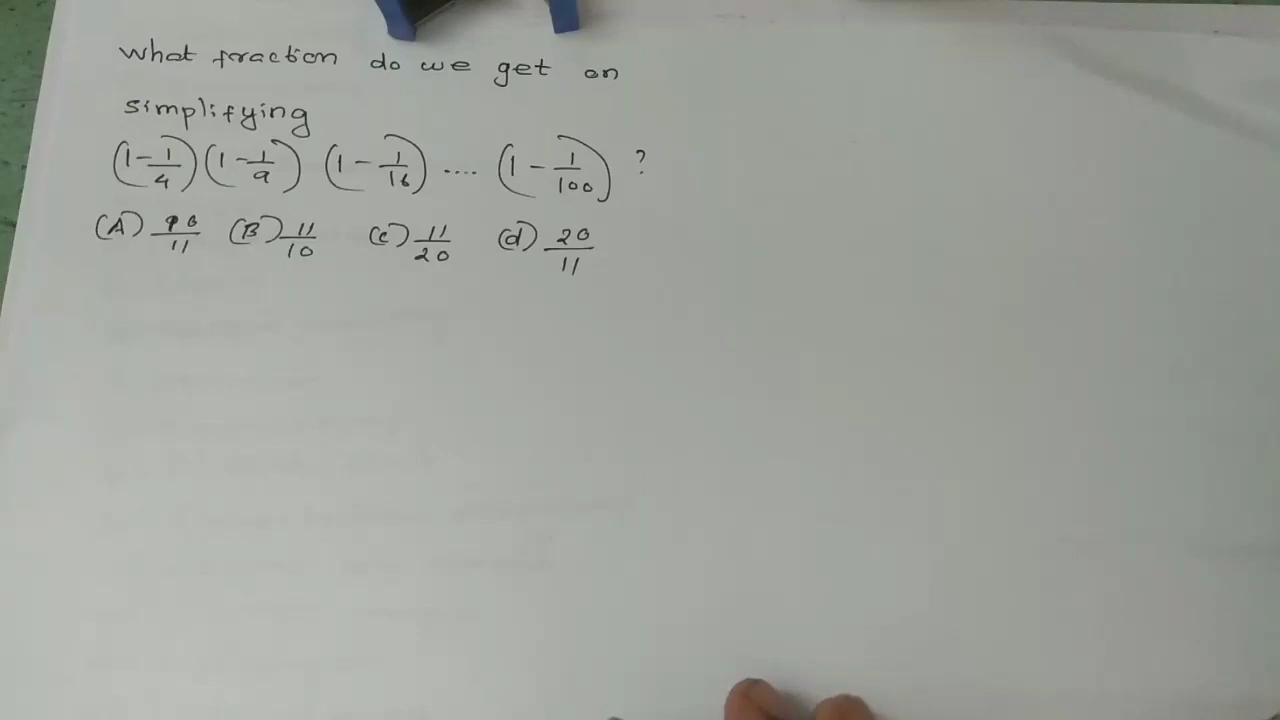 What fraction do we get on
simplifying
(1 - 1/4) (1 - 1/9) (1 - 1/16) .... (1 - 1/100) ?
(A) 10/11 (B) 11/10 (c) 11/20 (d) 20/11